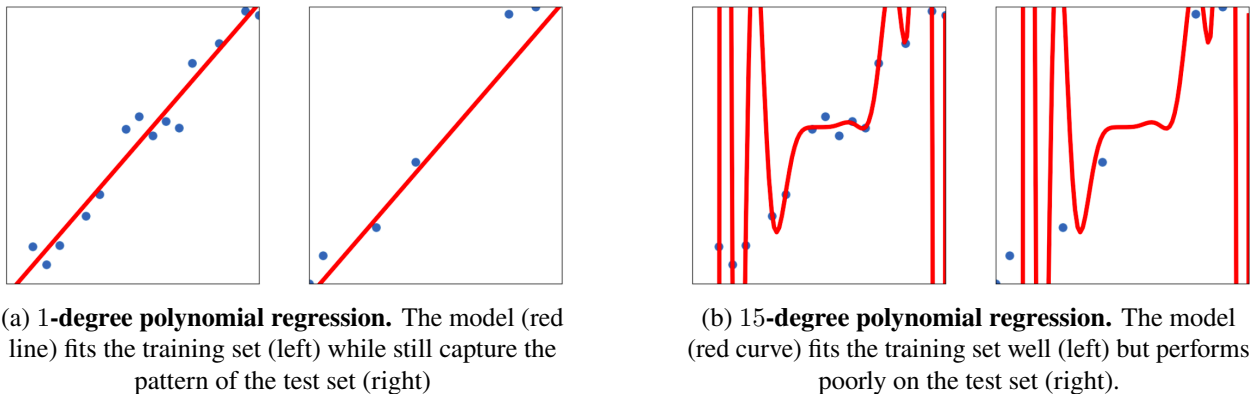 (a) 1-degree polynomial regression. The model (red
line) fits the training set (left) while still capture the
pattern of the test set (right)
(b) 15-degree polynomial regression. The model
(red curve) fits the training set well (left) but performs
poorly on the test set (right).